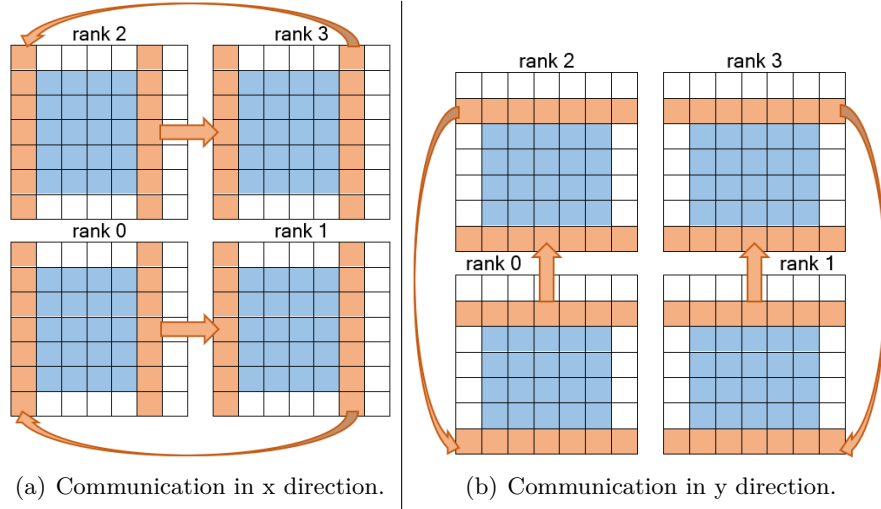 rank 2
rank 3
rank 0
rank 1
(a) Communication in x direction.
rank 2
rank 3
rank 0
rank 1
(b) Communication in y direction.